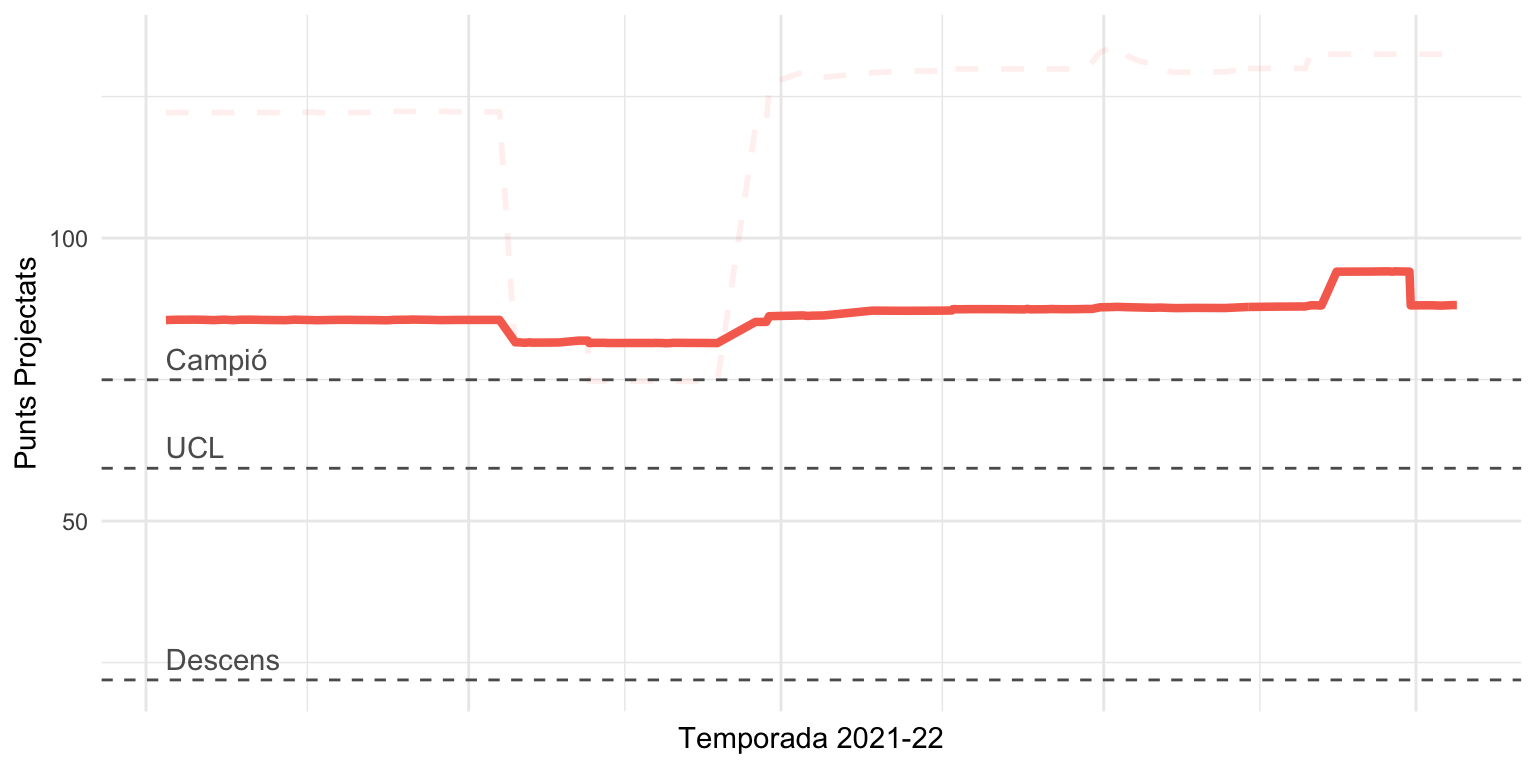 Punts Projectats
100
50
Campió
UCL
Descens
Temporada 2021-22